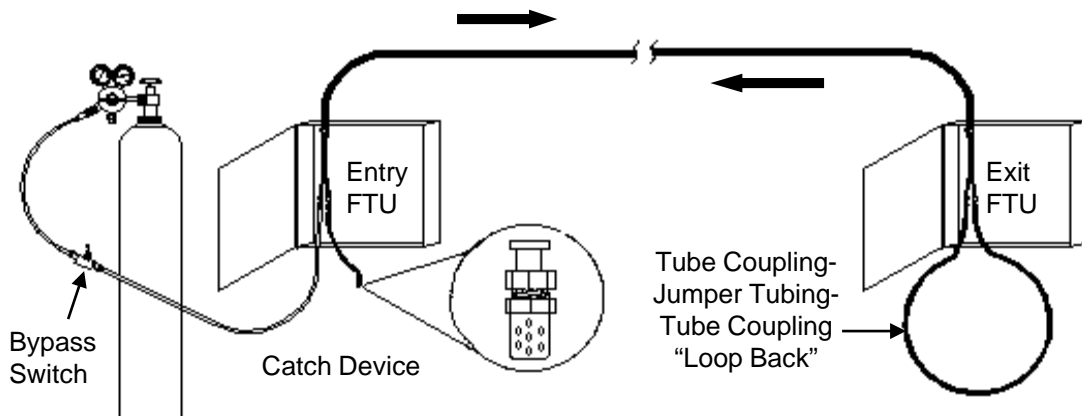 Entry
FTU
Exit
FTU
Tube Coupling-
Jumper Tubing-
Tube Coupling
“Loop Back”
Bypass
Switch
Catch Device